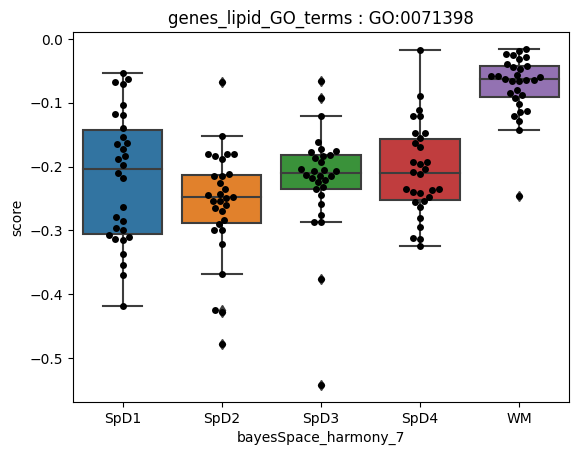 genes_lipid_GO_terms : GO:0071398
0.0
−0.1
−0.2
−0.3
−0.4
−0.5
score
SpD1 SpD2 SpD3 SpD4 WM
bayesSpace_harmony_7